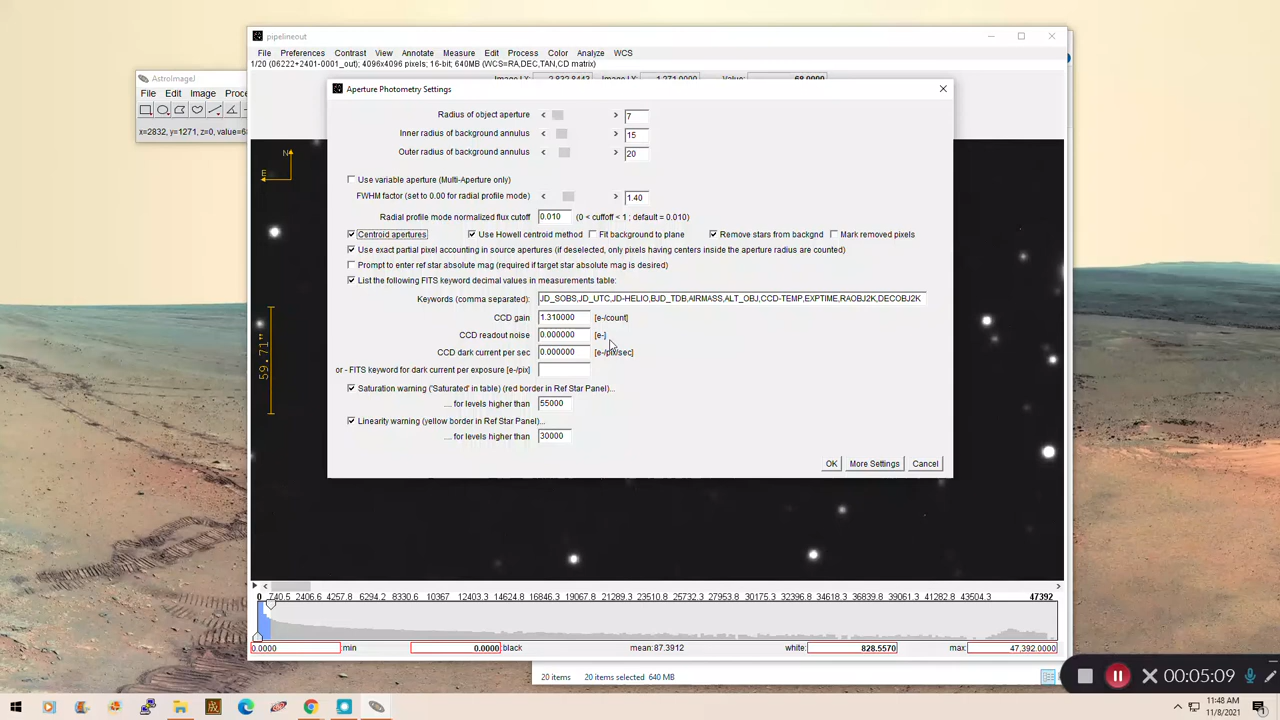 pipelineout
File Preferences Contrast View Annotate Measure Edit Process Color Analyze WCS
1/20 (06222+2401-0001_out); 4096x4096 pixels; 16-bit; 640MB (WCS=RA,DEC,TAN,CD matrix)
AstroImageJ
File Edit Image
x=2832, y=1271, z=0, value=6
Value: 68.0000
Aperture Photometry Settings
Radius of object aperture < > 7
Inner radius of background annulus < > 15
Outer radius of background annulus < > 20
Use variable aperture (Multi-Aperture only)
FWHM factor (set to 0.00 for radial profile mode) < > 1.40
Radial profile mode normalized flux cutoff 0.010 (0 < cuffoff < 1 ; default = 0.010)
Centroid apertures Use Howell centroid method Fit background to plane Remove stars from backgnd Mark removed pixels
Use exact partial pixel accounting in source apertures (if deselected, only pixels having centers inside the aperture radius are counted)
Prompt to enter ref star absolute mag (required if target star absolute mag is desired)
List the following FITS keyword decimal values in measurements table:
Keywords (comma separated): JD_SOBS,JD_UTC,JD-HELIO,BJD_TDB,AIRMASS,ALT_OBJ,CCD-TEMP,EXPTIME,RAOBJ2K,DECOBJ2K
CCD gain 1.310000 [e-/count]
CCD readout noise 0.000000 [e-]
CCD dark current per sec 0.000000 [e-/pix/sec]
or - FITS keyword for dark current per exposure [e-/pix]
Saturation warning ('Saturated' in table) (red border in Ref Star Panel)...
.... for levels higher than 55000
Linearity warning (yellow border in Ref Star Panel)...
.... for levels higher than 30000
OK More Settings Cancel
N
E
59.71"
0 740.5 2406.6 4257.8 6294.2 8330.6 10367 12403.3 14624.8 16846.3 19067.8 21289.3 23510.8 25732.3 27953.8 30175.3 32396.8 34618.3 36839.8 39061.3 41282.8 43504.3 47392
0.0000 min 0.0000 black mean:87.3912 white: 828.5570 max: 47,392.0000
20 items 20 items selected 640 MB
00:05:09
11:48 AM
11/8/2021